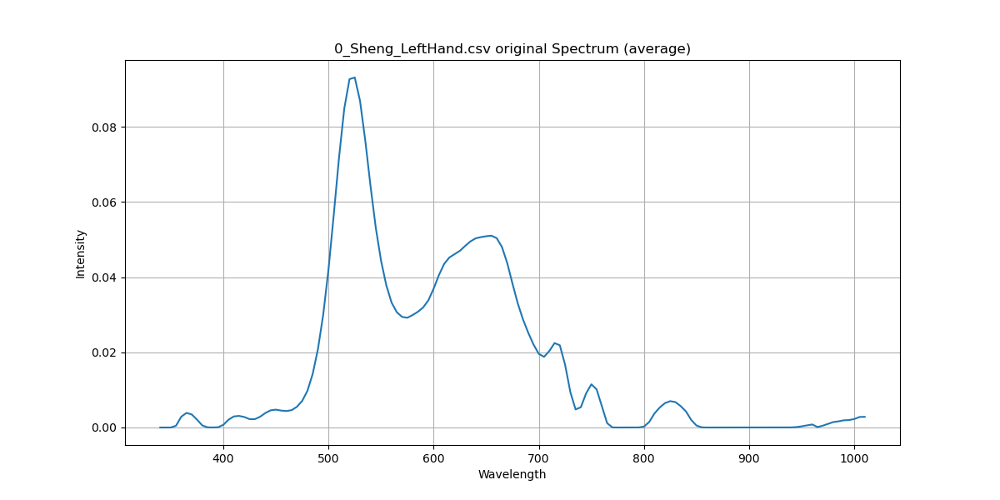 0_Sheng_LeftHand.csv original Spectrum (average)
Intensity
0.08
0.06
0.04
0.02
0.00
400 500 600 700 800 900 1000
Wavelength